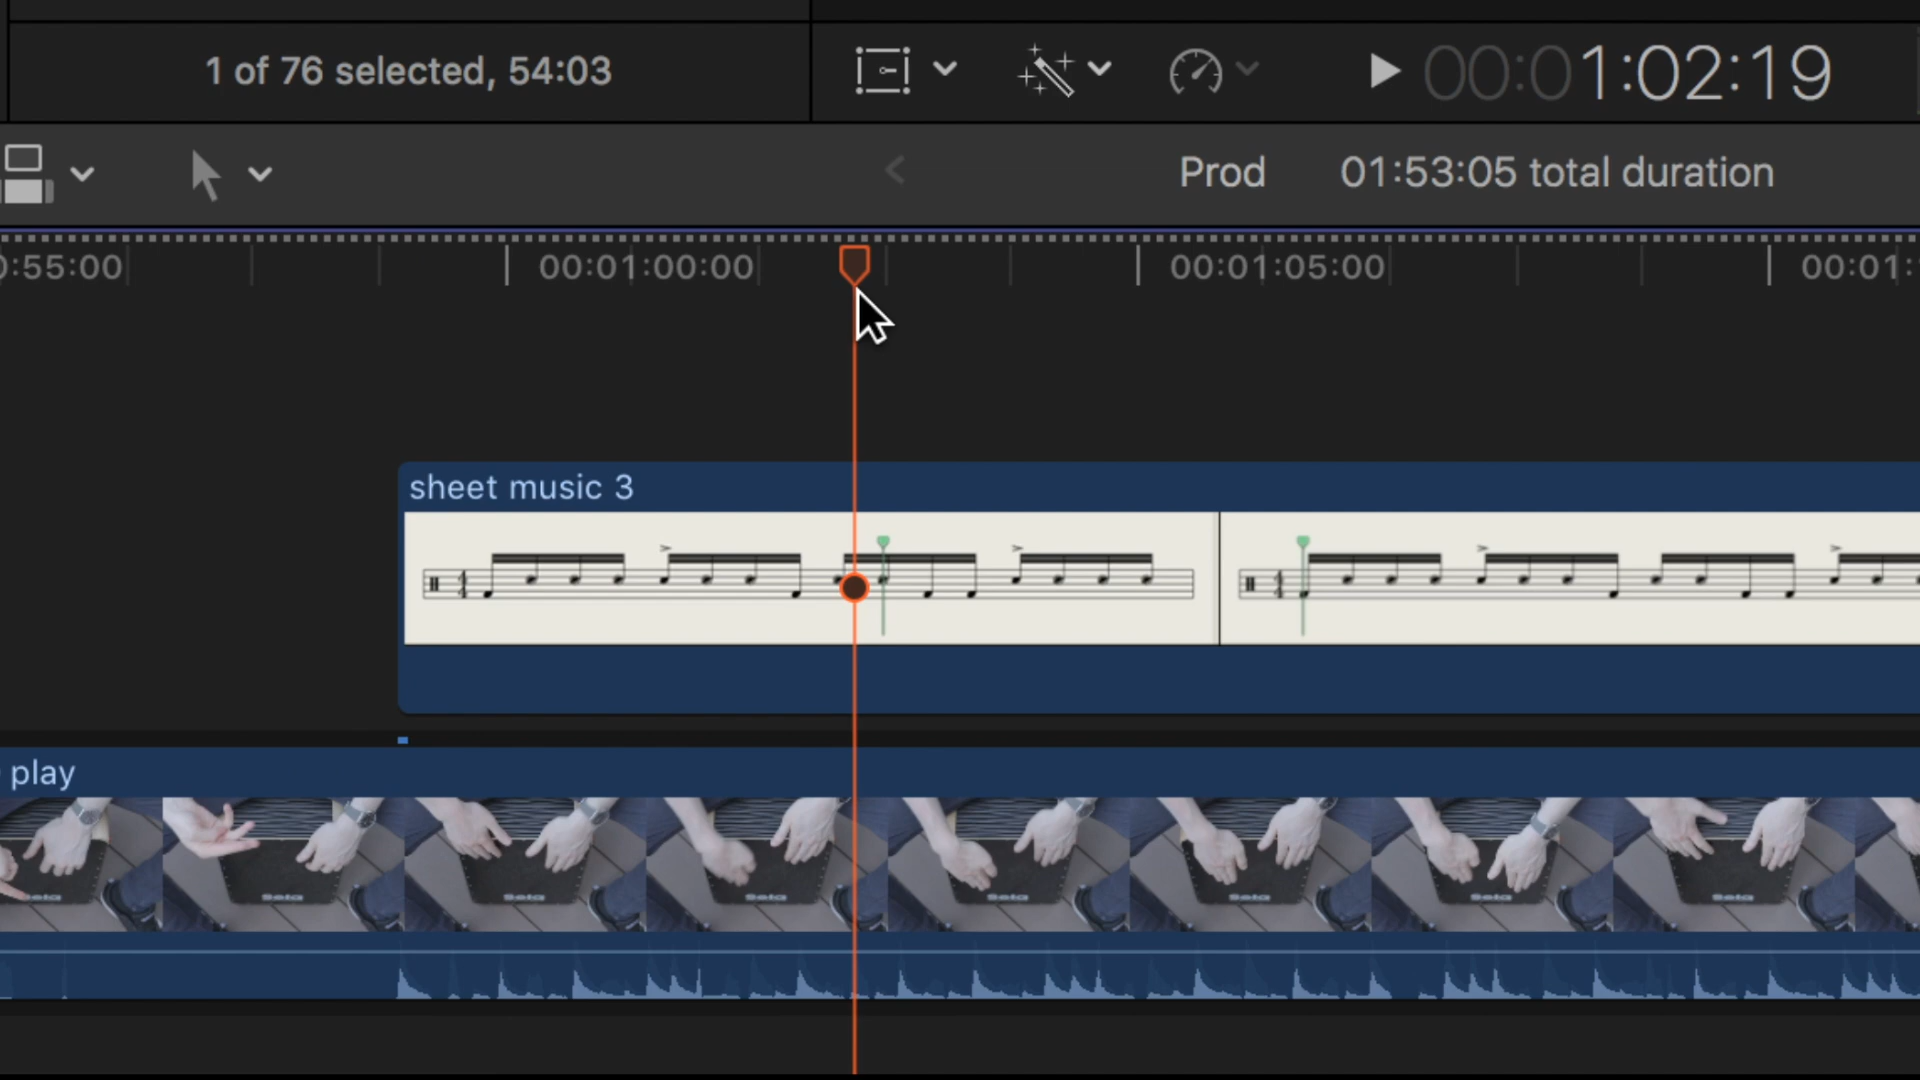 1 of 76 selected, 54:03
00:01:02:19
Prod
01:53:05 total duration
0:55:00
00:01:00:00
00:01:05:00
00:01:
sheet music 3
play